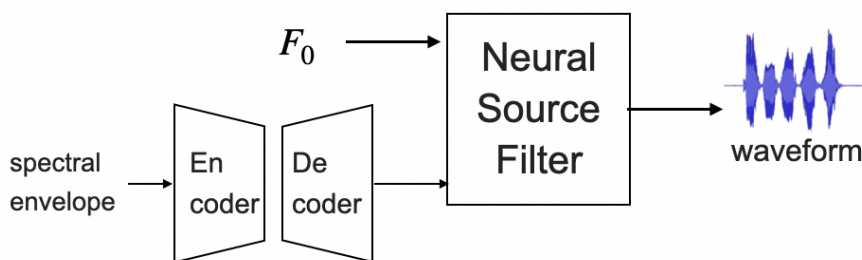 F₀
Neural
Source
Filter
spectral
envelope
En
coder
De
coder
waveform